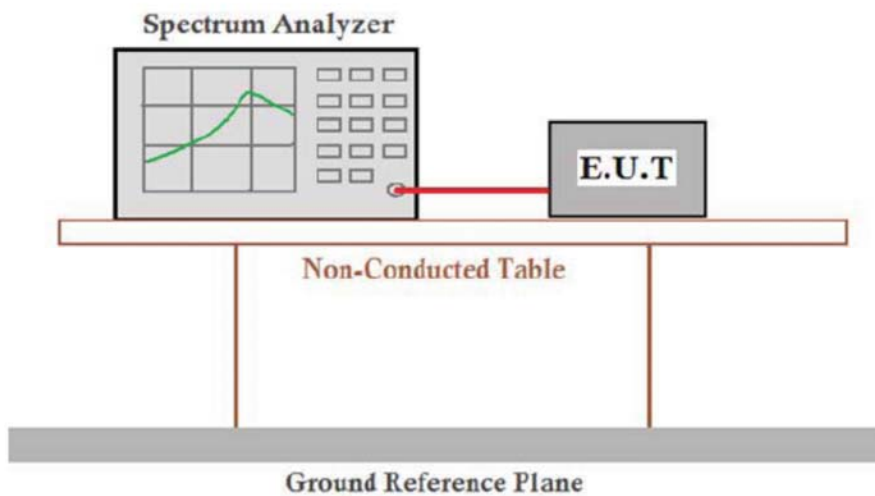 Spectrum Analyzer
E.U.T
Non-Conducted Table
Ground Reference Plane